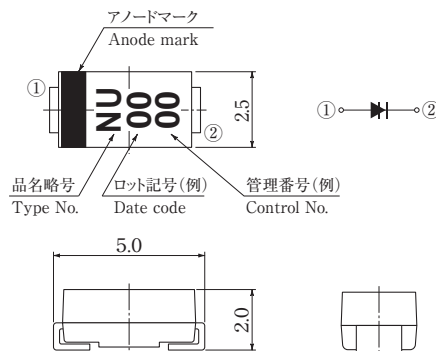 アノードマーク
Anode mark
①
NU
00
00
②
2.5
① ②
品名略号 ロット記号(例) 管理番号(例)
Type No. Date code Control No.
5.0
2.0